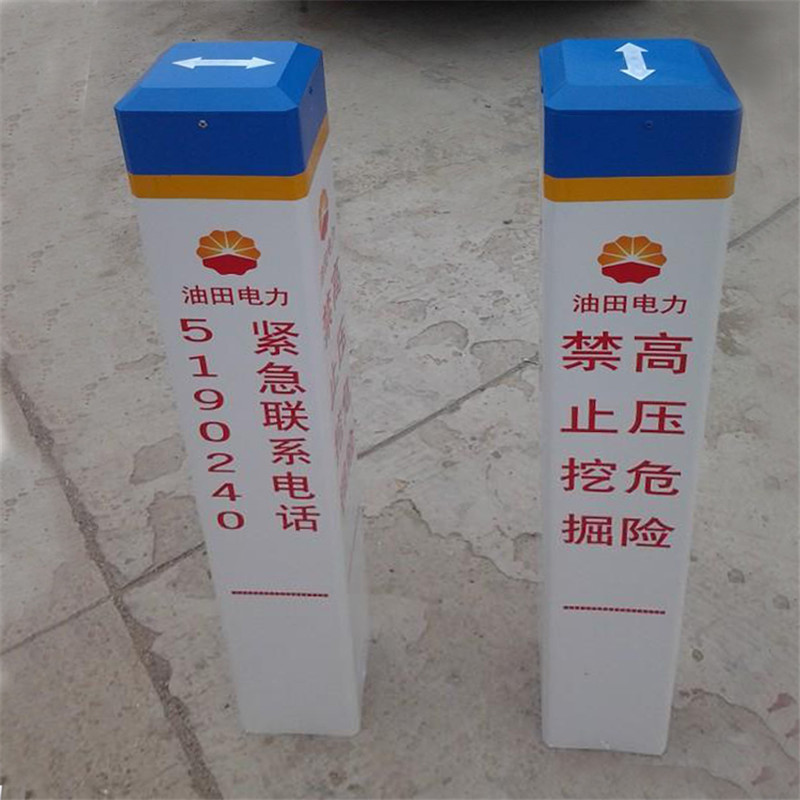 油田电力
紧急联系电话
5190240
油田电力
高压危险
禁止挖掘